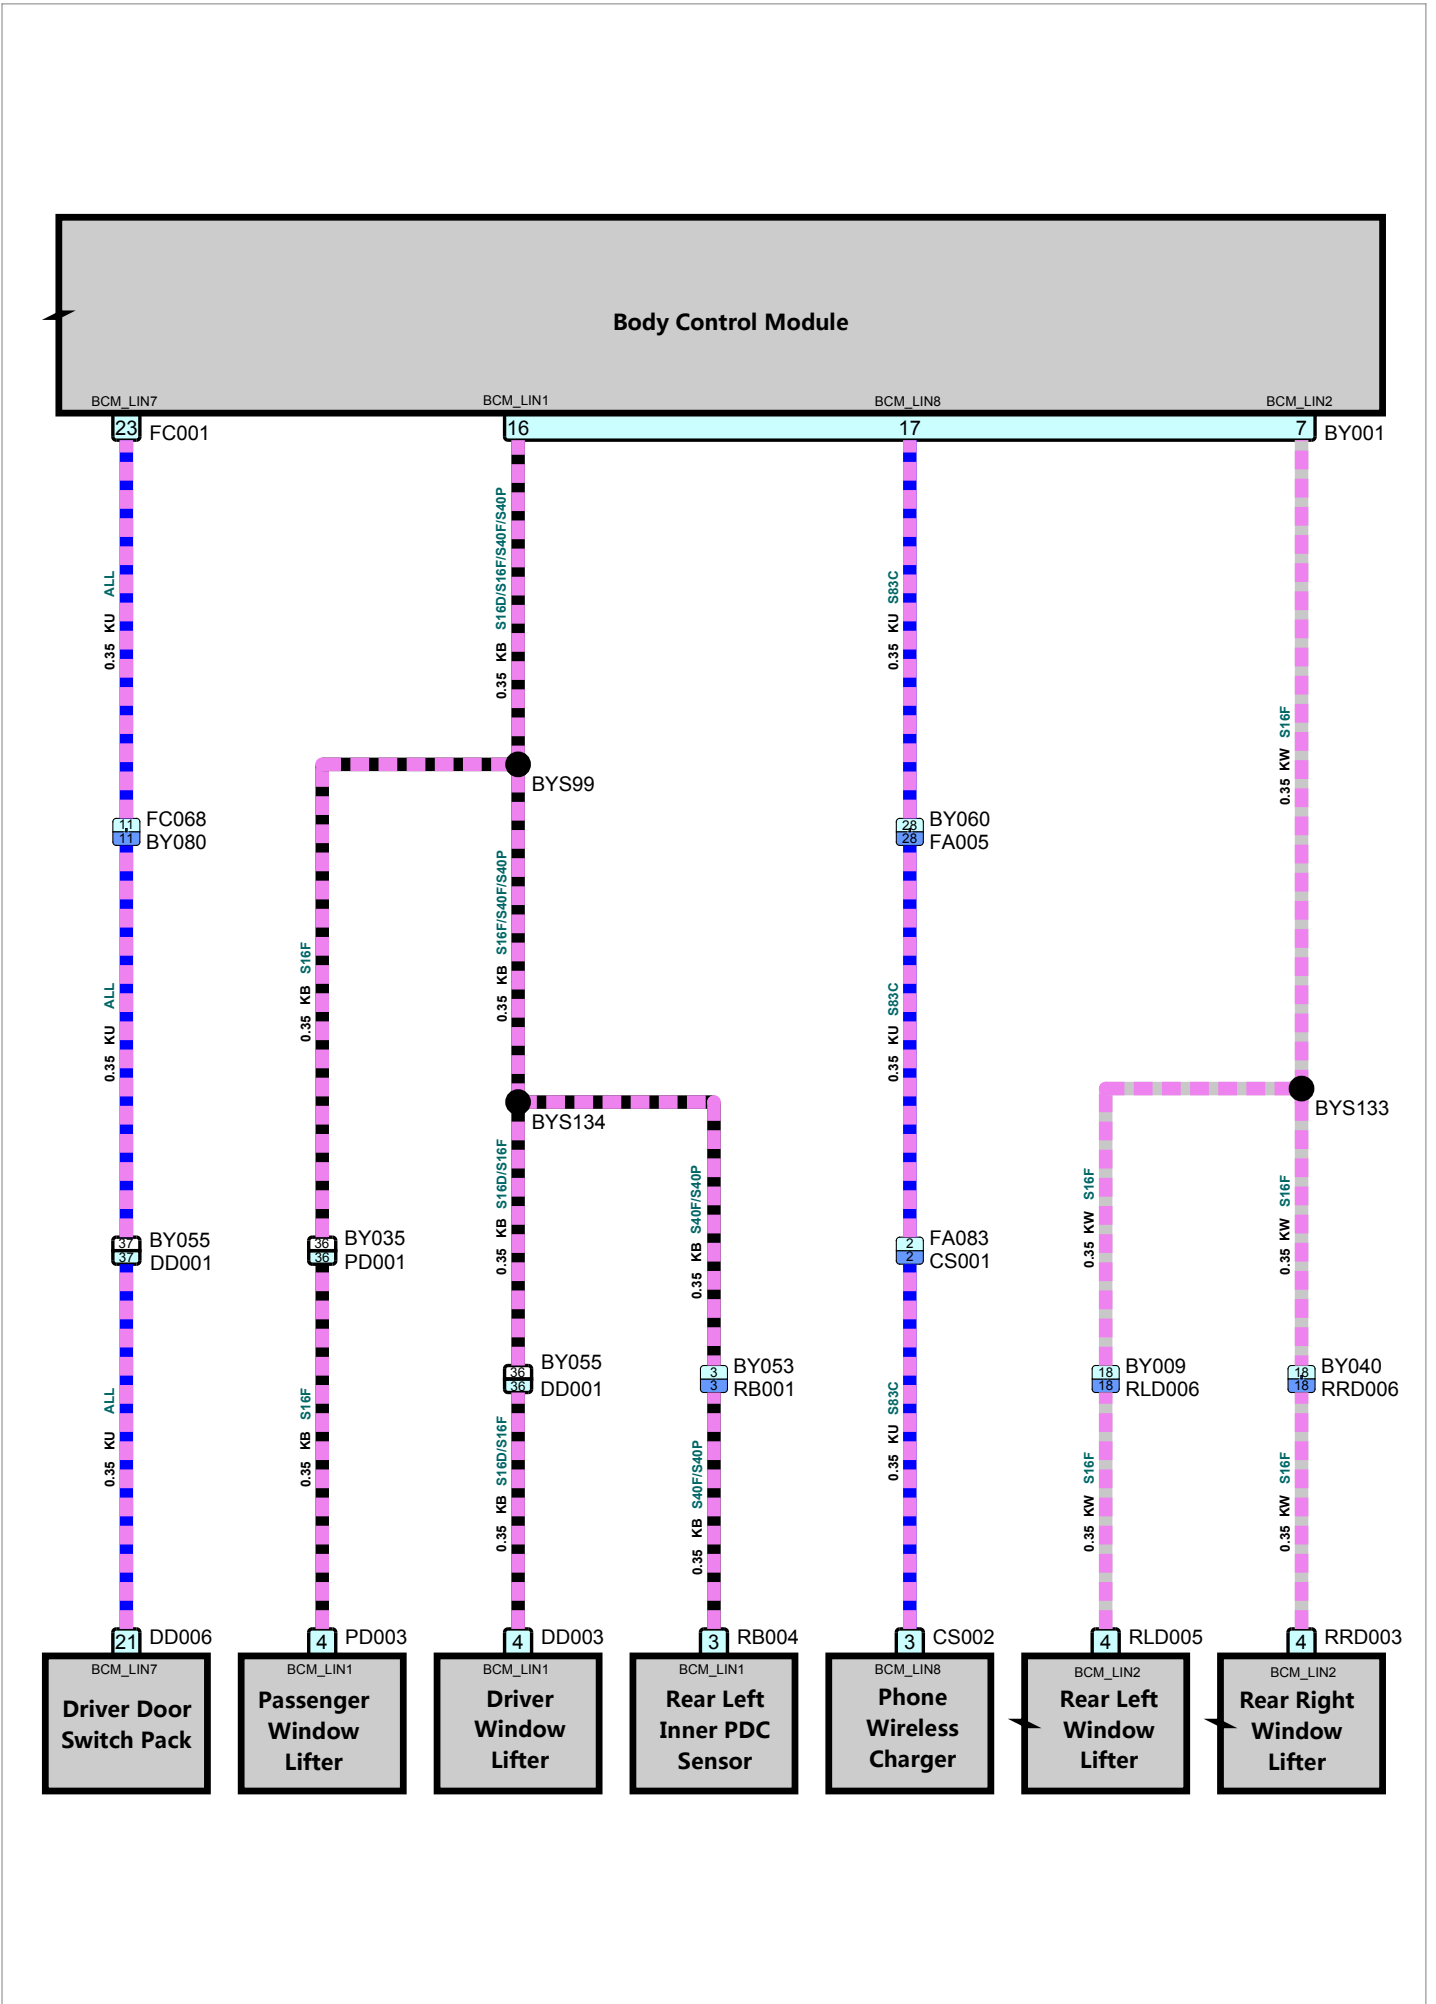 Body Control Module
BCM_LIN7
BCM_LIN1
BCM_LIN8
BCM_LIN2
23
FC001
16
17
7
BY001
0.35 KU ALL
0.35 KB S16D/S16F/S40F/S40P
0.35 KU S83C
0.35 KW S16F
BYS99
11
FC068
11
BY080
28
BY060
28
FA005
0.35 KU ALL
0.35 KB S16F
0.35 KB S16F/S40F/S40P
0.35 KU S83C
BYS134
BYS133
0.35 KB S16D/S16F
0.35 KB S40F/S40P
0.35 KW S16F
0.35 KW S16F
37
BY055
37
DD001
36
BY035
36
PD001
2
FA083
2
CS001
36
BY055
36
DD001
3
BY053
3
RB001
18
BY009
18
RLD006
18
BY040
18
RRD006
0.35 KU ALL
0.35 KB S16F
0.35 KB S16D/S16F
0.35 KB S40F/S40P
0.35 KU S83C
0.35 KW S16F
0.35 KW S16F
21
DD006
4
PD003
4
DD003
3
RB004
3
CS002
4
RLD005
4
RRD003
BCM_LIN7
Driver Door
Switch Pack
BCM_LIN1
Passenger
Window
Lifter
BCM_LIN1
Driver
Window
Lifter
BCM_LIN1
Rear Left
Inner PDC
Sensor
BCM_LIN8
Phone
Wireless
Charger
BCM_LIN2
Rear Left
Window
Lifter
BCM_LIN2
Rear Right
Window
Lifter